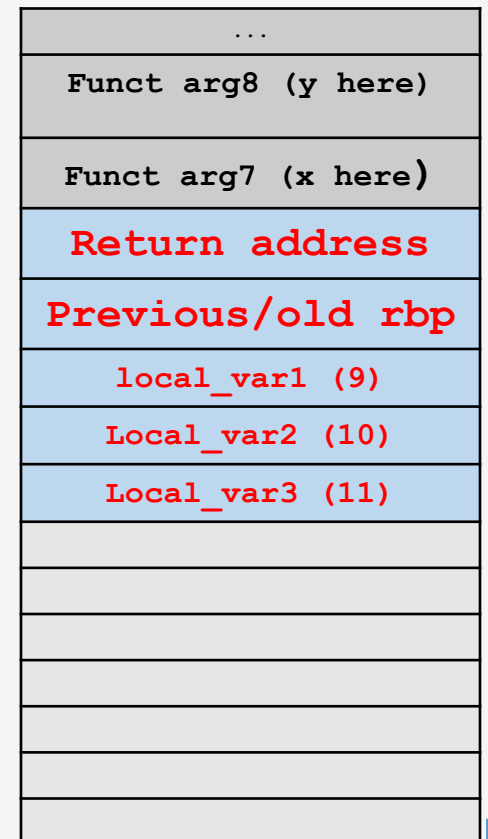 ...
Funct arg8 (y here)
Funct arg7 (x here)
Return address
Previous/old rbp
local_var1 (9)
Local_var2 (10)
Local_var3 (11)